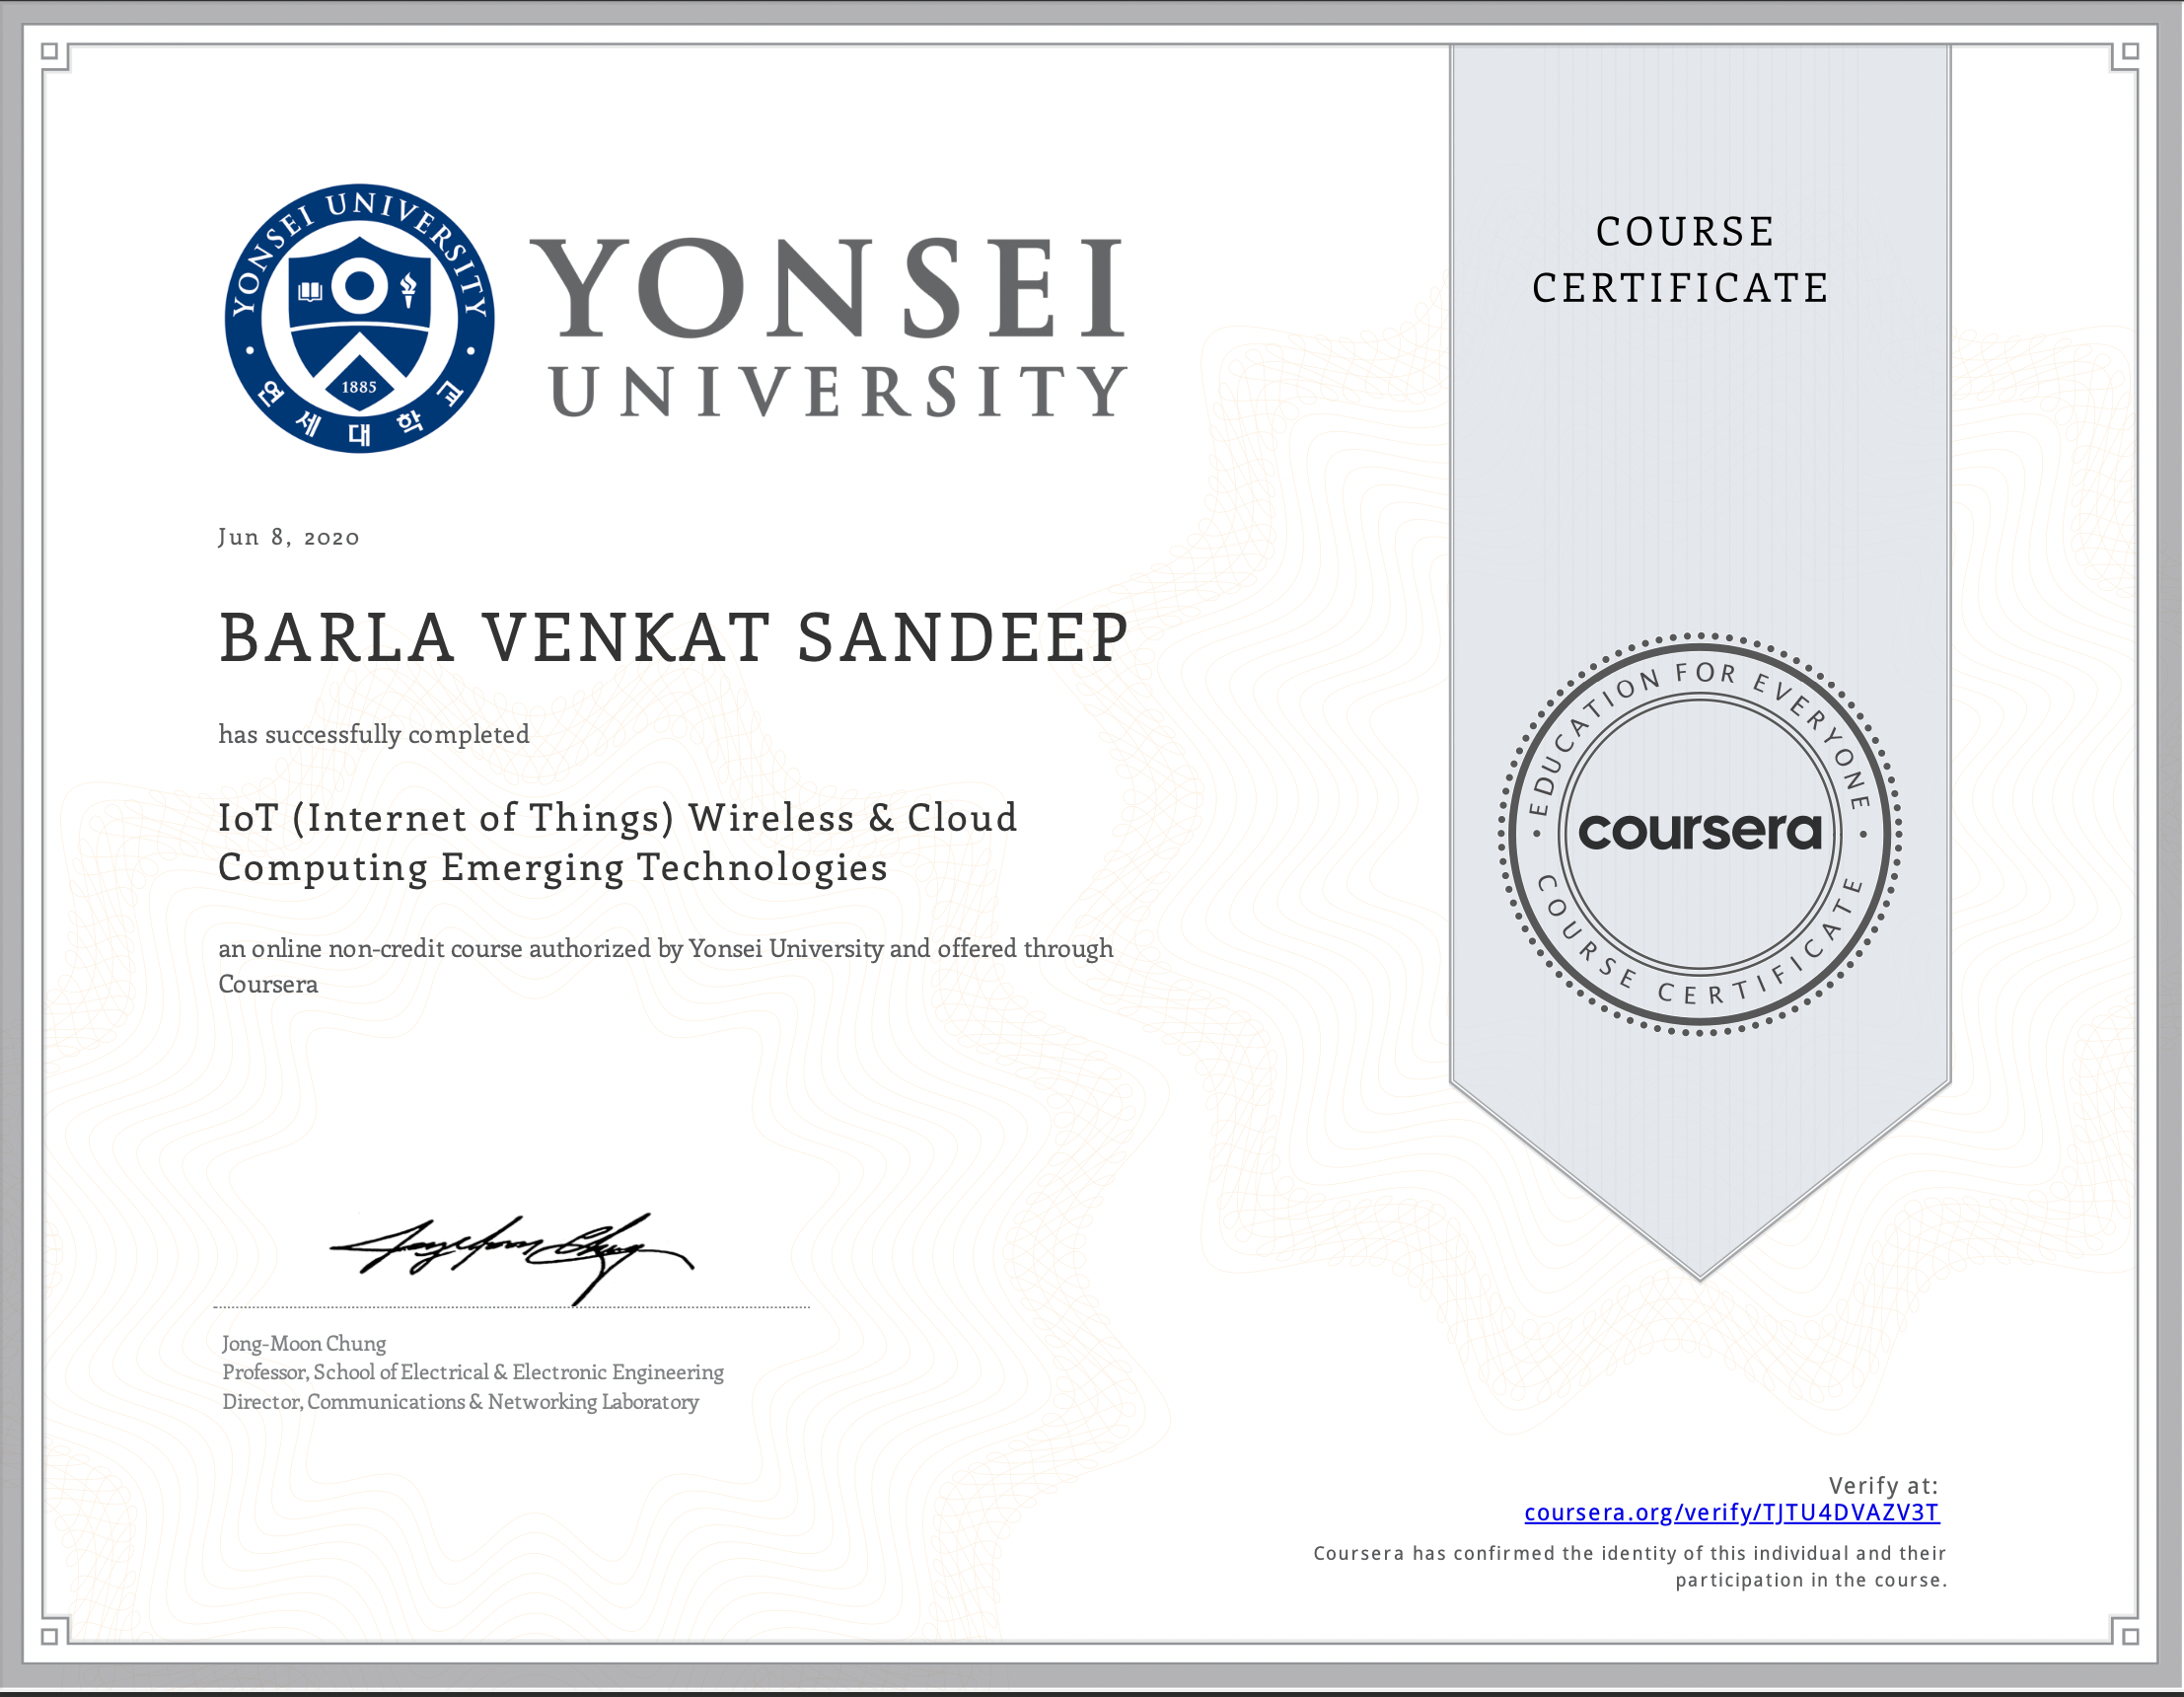 YONSEI UNIVERSITY
1885
연세대학교
YONSEI
UNIVERSITY
COURSE
CERTIFICATE
Jun 8, 2020
BARLA VENKAT SANDEEP
has successfully completed
IoT (Internet of Things) Wireless & Cloud
Computing Emerging Technologies
an online non-credit course authorized by Yonsei University and offered through
Coursera
EDUCATION FOR EVERYONE
coursera
COURSE CERTIFICATE
Jong-Moon Chung
Jong-Moon Chung
Professor, School of Electrical & Electronic Engineering
Director, Communications & Networking Laboratory
Verify at:
coursera.org/verify/TJTU4DVAZV3T
Coursera has confirmed the identity of this individual and their
participation in the course.